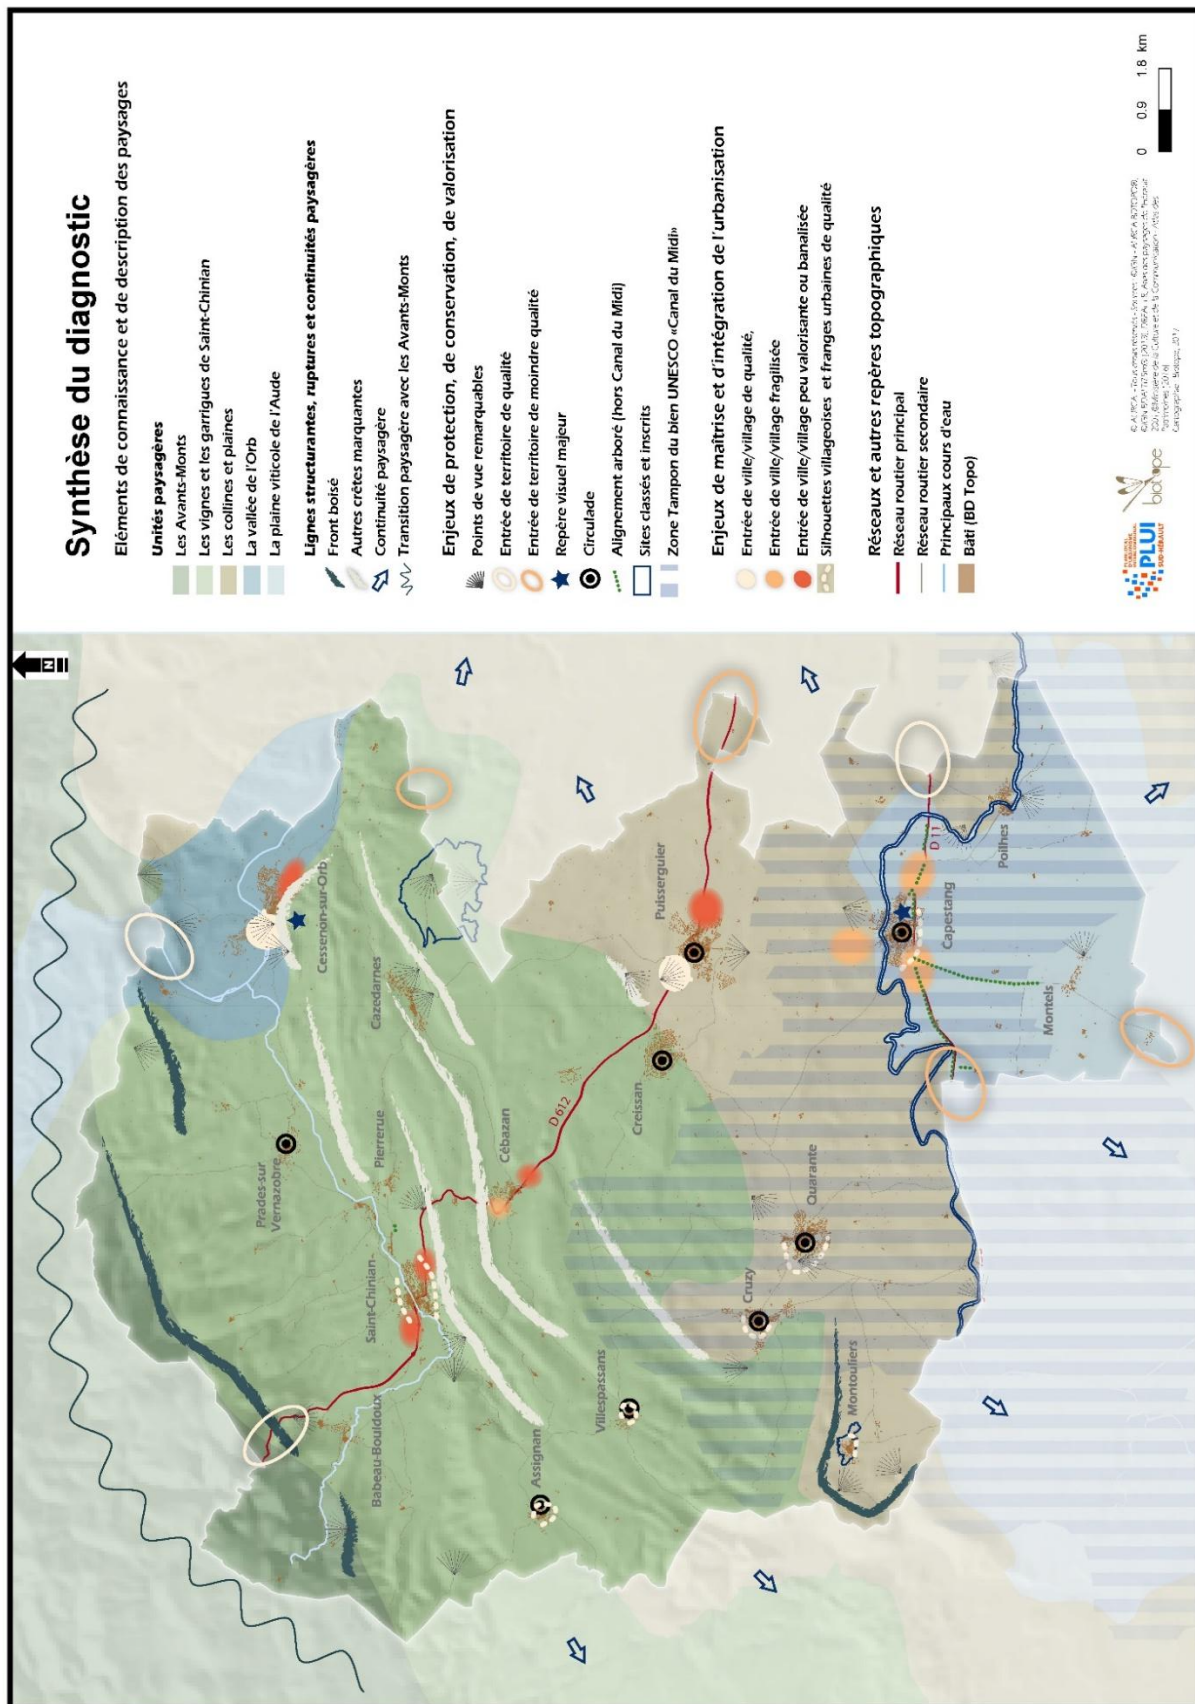 Synthèse du diagnostic
Eléments de connaissance et de description des paysages
Unités paysagères
Les Avants-Monts
Les vignes et les garrigues de Saint-Chinian
Les collines et plaines
La vallée de l'Orb
La plaine viticole de l'Aude
Lignes structurantes, ruptures et continuités paysagères
Front boisé
Autres crêtes marquantes
Continuité paysagère
Transition paysagère avec les Avants-Monts
Enjeux de protection, de conservation, de valorisation
Points de vue remarquables
Entrée de territoire de qualité
Entrée de territoire de moindre qualité
Repère visuel majeur
Circulade
Alignement arboré (hors Canal du Midi)
Sites classés et inscrits
Zone Tampon du bien UNESCO «Canal du Midi»
Enjeux de maîtrise et d'intégration de l'urbanisation
Entrée de ville/village de qualité,
Entrée de ville/village fragilisée
Entrée de ville/village peu valorisante ou banalisée
Silhouettes villageoises et franges urbaines de qualité
Réseaux et autres repères topographiques
Réseau routier principal
Réseau routier secondaire
Principaux cours d'eau
Bâti (BD Topo)
PLUI
SUD-HÉRAULT
biotope
0 0.9 1.8 km
N
Cessenon-sur-Orb
Cazedarnes
Prades-sur
Vernazobre
Pierrerue
Saint-Chinian
Babeau-Bouldoux
Cébazan
D 612
Assignan
Villespassans
Creissan
Puisserguier
Cruzy
Quarante
Montouliers
D 11
Capestang
Poilhes
Montels